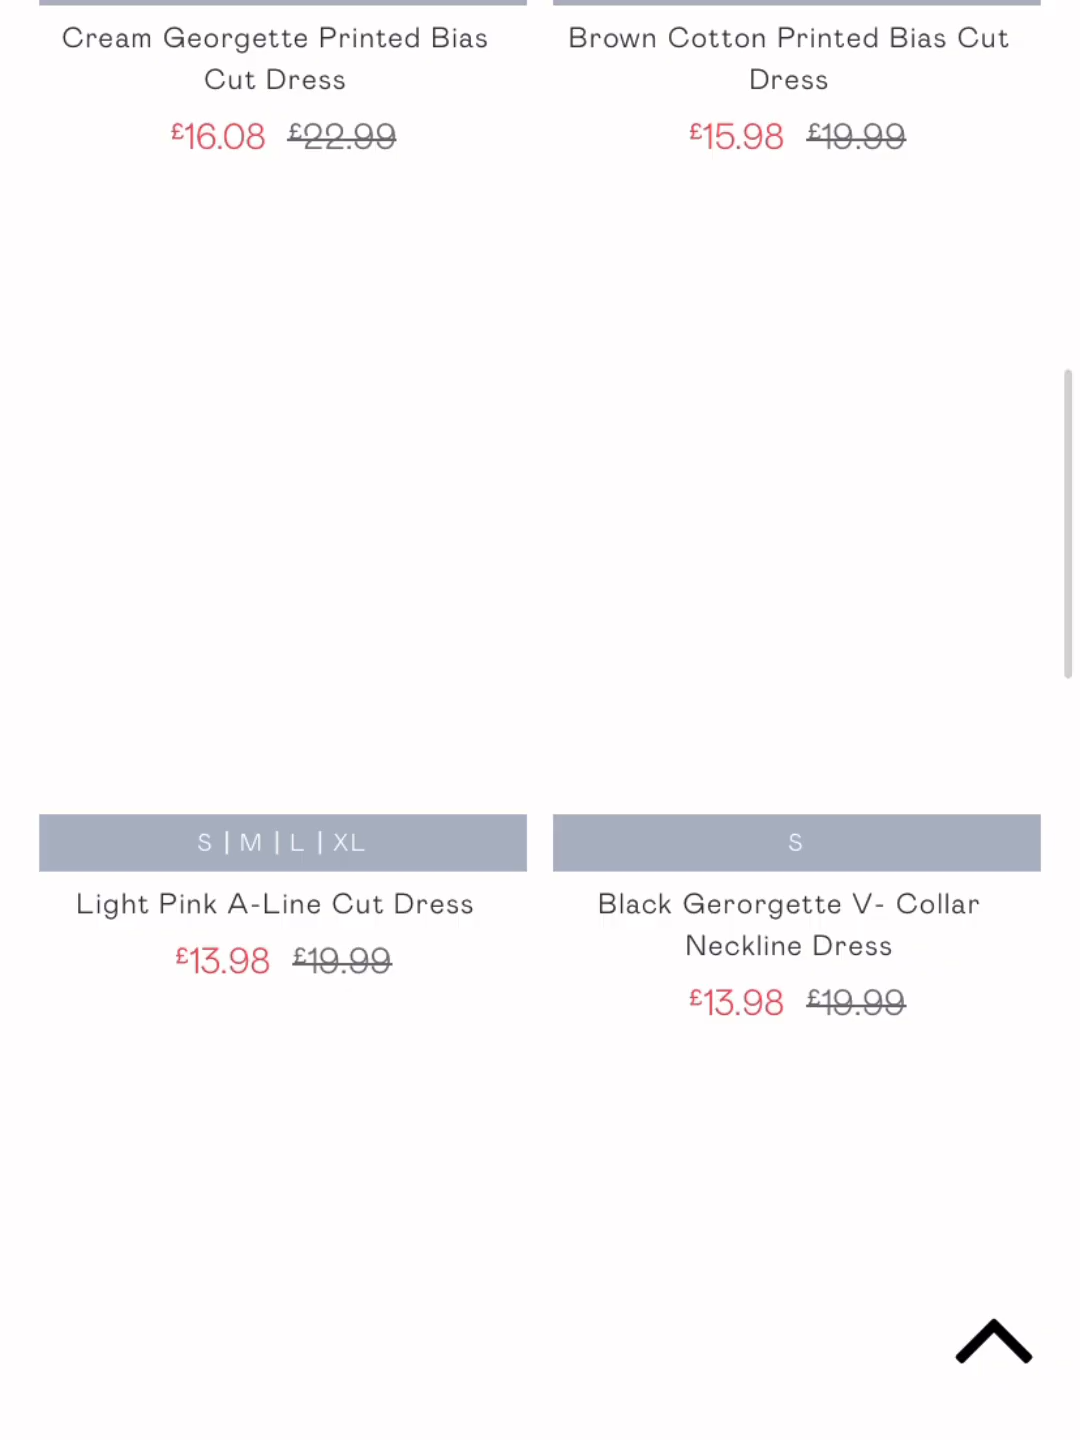 Cream Georgette Printed Bias
Cut Dress
£16.08 £22.99
Brown Cotton Printed Bias Cut
Dress
£15.98 £19.99
S | M | L | XL
Light Pink A-Line Cut Dress
£13.98 £19.99
S
Black Gerorgette V- Collar
Neckline Dress
£13.98 £19.99